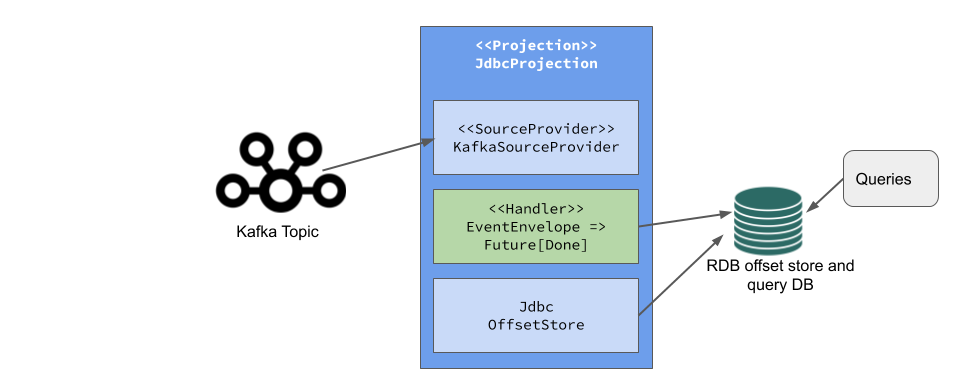 <<Projection>>
JdbcProjection
<<SourceProvider>>
KafkaSourceProvider
Kafka Topic
<<Handler>>
EventEnvelope =>
Future[Done]
Jdbc
OffsetStore
Queries
RDB offset store and
query DB